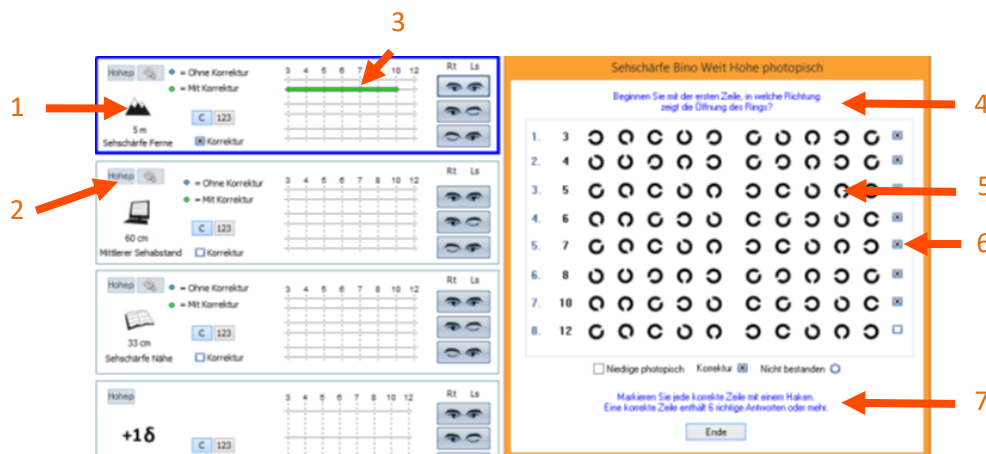 3
1
2
4
5
6
7
Hohep
= Ohne Korrektur
= Mit Korrektur
3 4 5 6 7 8 10 12
Rt Ls
5 m
C 123
Sehschärfe Ferne
Korrektur
Hohep
= Ohne Korrektur
= Mit Korrektur
3 4 5 6 7 8 10 12
Rt Ls
60 cm
C 123
Mittlerer Sehabstand
Korrektur
Hohep
= Ohne Korrektur
= Mit Korrektur
3 4 5 6 7 8 10 12
Rt Ls
33 cm
C 123
Sehschärfe Nähe
Korrektur
Hohep
3 4 5 6 7 8 10 12
Rt Ls
+1δ
C 123
Sehschärfe Bino Weit Hohe photopisch
Beginnen Sie mit der ersten Zeile, in welche Richtung
zeigt die Öffnung des Rings?
1. 3
2. 4
3. 5
4. 6
5. 7
6. 8
7. 10
8. 12
Niedrige photopisch Korrektur Nicht bestanden
Markieren Sie jede korrekte Zeile mit einem Haken.
Eine korrekte Zeile enthält 6 richtige Antworten oder mehr.
Ende